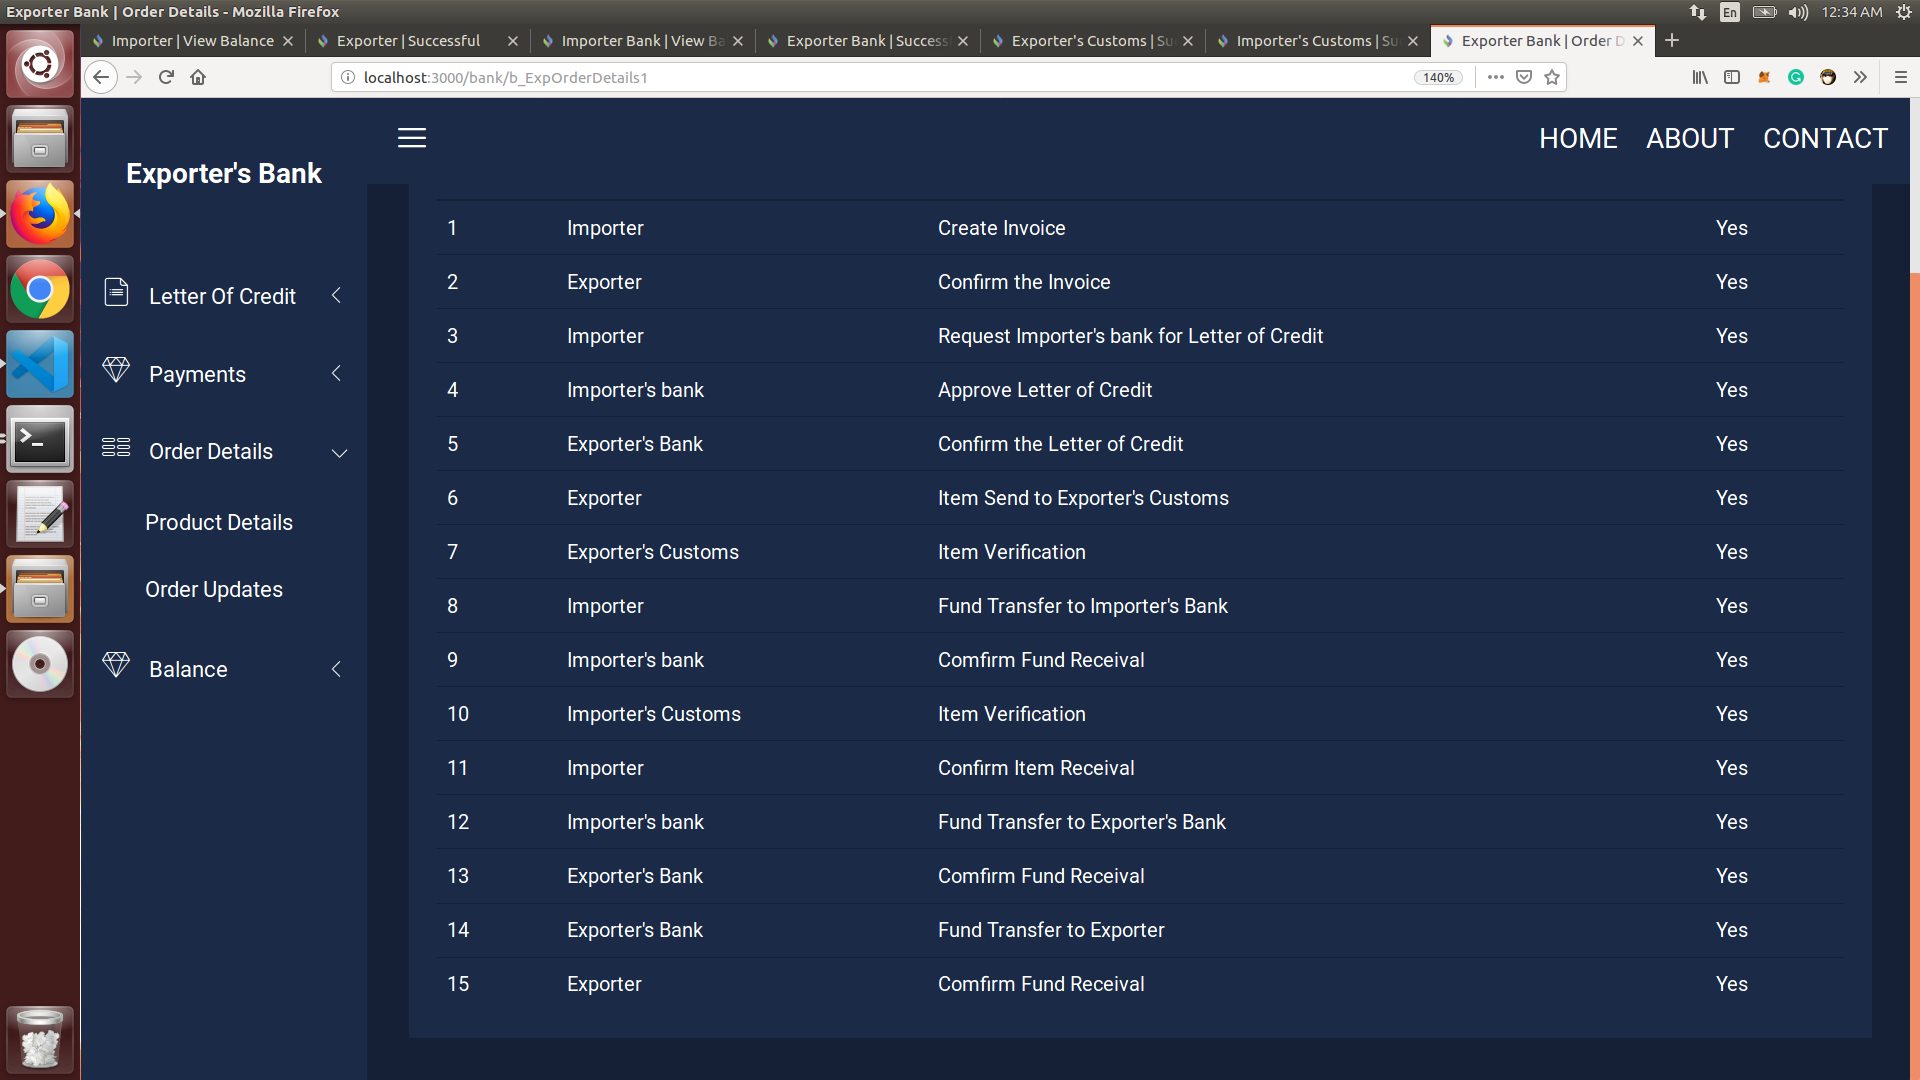 Exporter Bank | Order Details - Mozilla Firefox
En
12:34 AM
Importer | View Balance
Exporter | Successful
Importer Bank | View Ba
Exporter Bank | Success
Exporter's Customs | Su
Importer's Customs | Su
Exporter Bank | Order D
localhost:3000/bank/b_ExpOrderDetails1
140%
HOME ABOUT CONTACT
Exporter's Bank
Letter Of Credit
Payments
Order Details
Product Details
Order Updates
Balance
1 Importer Create Invoice Yes
2 Exporter Confirm the Invoice Yes
3 Importer Request Importer's bank for Letter of Credit Yes
4 Importer's bank Approve Letter of Credit Yes
5 Exporter's Bank Confirm the Letter of Credit Yes
6 Exporter Item Send to Exporter's Customs Yes
7 Exporter's Customs Item Verification Yes
8 Importer Fund Transfer to Importer's Bank Yes
9 Importer's bank Comfirm Fund Receival Yes
10 Importer's Customs Item Verification Yes
11 Importer Confirm Item Receival Yes
12 Importer's bank Fund Transfer to Exporter's Bank Yes
13 Exporter's Bank Comfirm Fund Receival Yes
14 Exporter's Bank Fund Transfer to Exporter Yes
15 Exporter Comfirm Fund Receival Yes